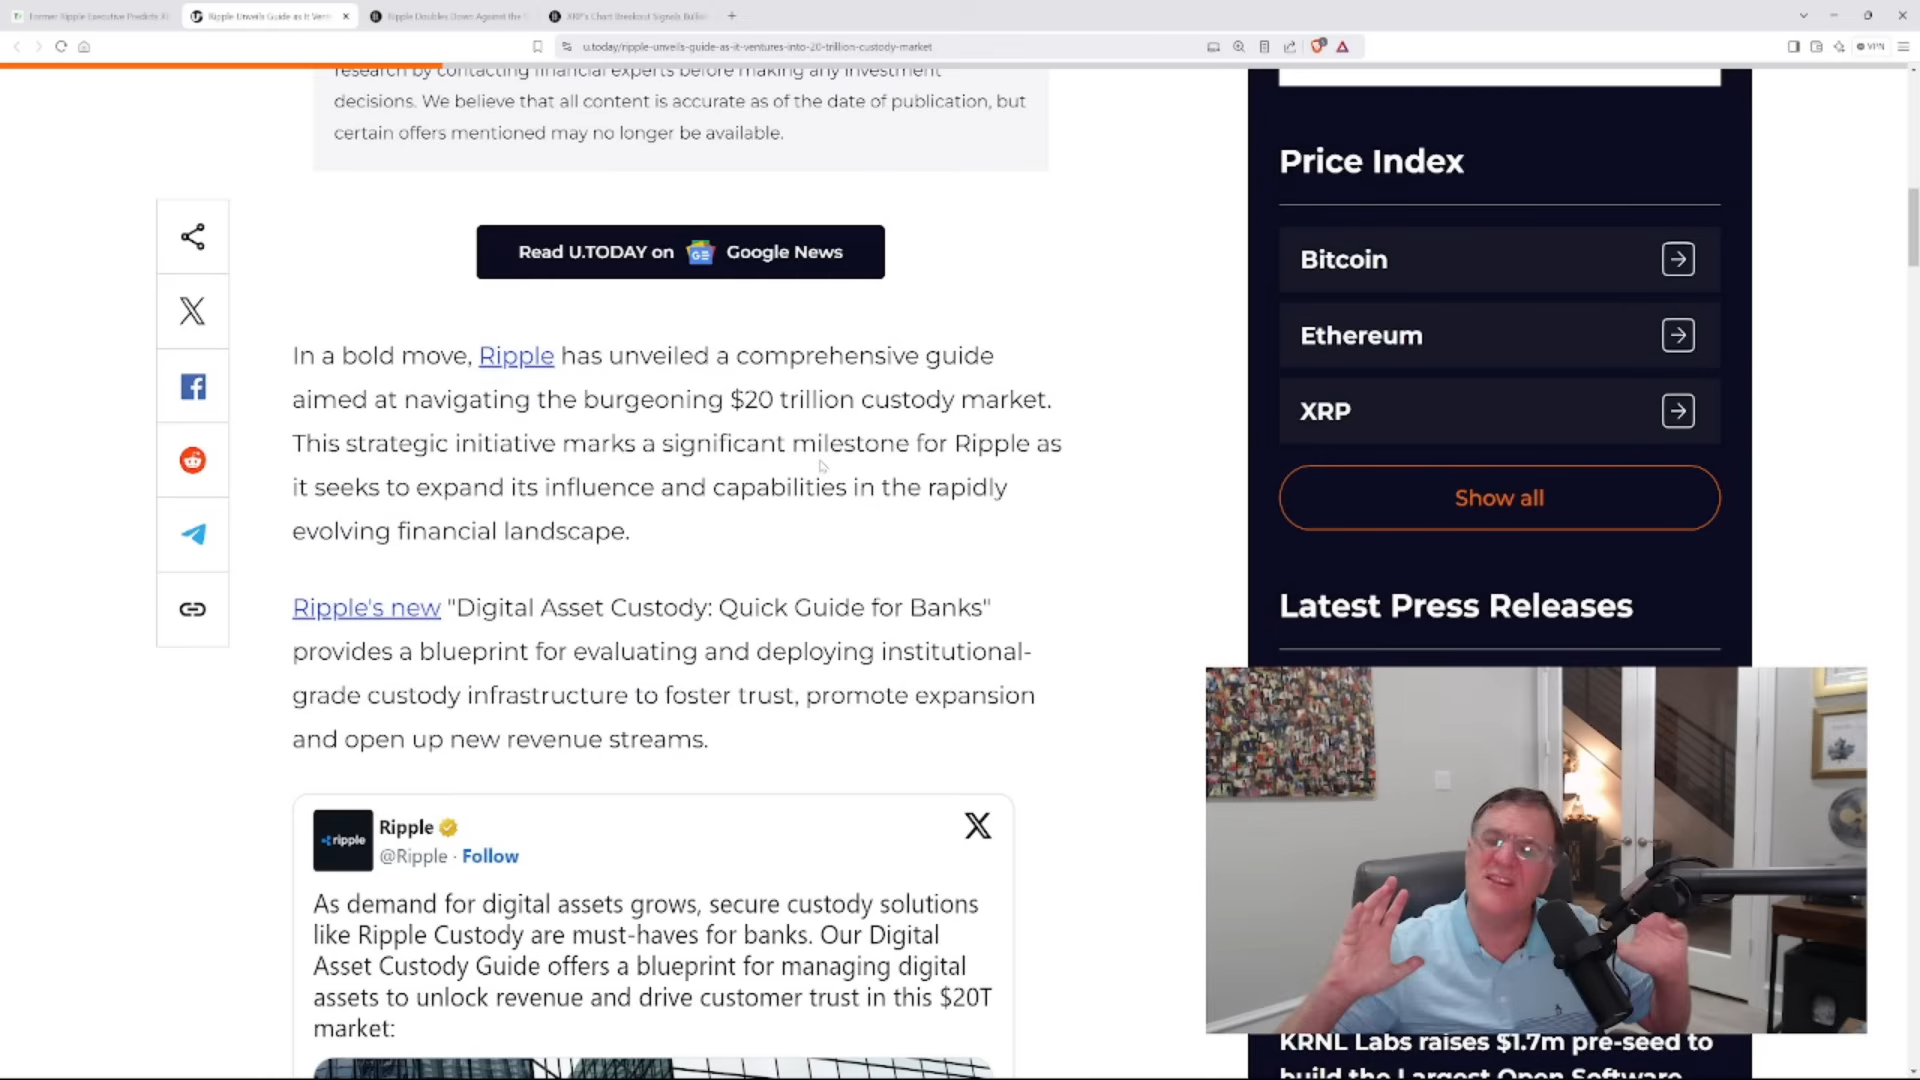 Former Ripple Executive Predicts XI
Ripple Unveils Guide as It Vent
Ripple Doubles Down Against the
XRP's Chart Breakout Signals Bullis
u.today/ripple-unveils-guide-as-it-ventures-into-20-trillion-custody-market
VPN
research by contacting financial experts before making any investment
decisions. We believe that all content is accurate as of the date of publication, but
certain offers mentioned may no longer be available.
Read U.TODAY on Google News
In a bold move, Ripple has unveiled a comprehensive guide
aimed at navigating the burgeoning $20 trillion custody market.
This strategic initiative marks a significant milestone for Ripple as
it seeks to expand its influence and capabilities in the rapidly
evolving financial landscape.
Ripple's new "Digital Asset Custody: Quick Guide for Banks"
provides a blueprint for evaluating and deploying institutional-
grade custody infrastructure to foster trust, promote expansion
and open up new revenue streams.
ripple
Ripple
@Ripple · Follow
As demand for digital assets grows, secure custody solutions
like Ripple Custody are must-haves for banks. Our Digital
Asset Custody Guide offers a blueprint for managing digital
assets to unlock revenue and drive customer trust in this $20T
market:
Price Index
Bitcoin
Ethereum
XRP
Show all
Latest Press Releases
KRNL Labs raises $1.7m pre-seed to
build the Largest Open Software